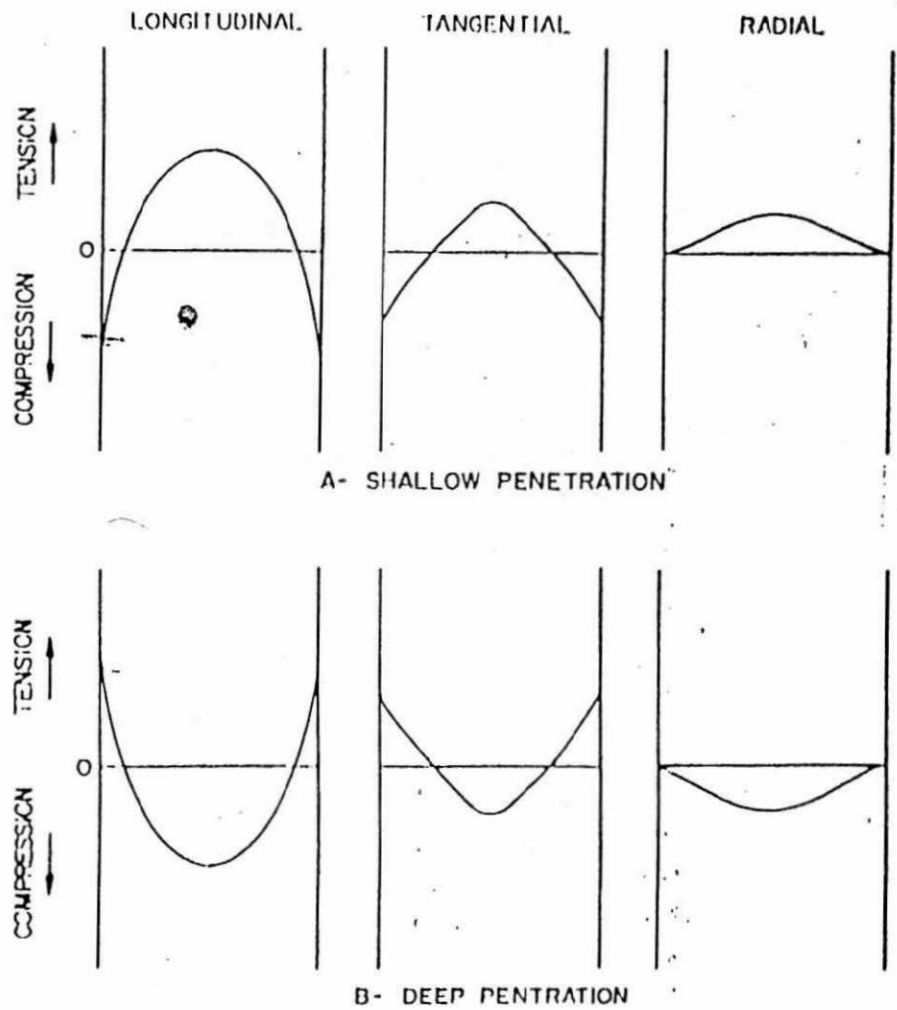 LONGITUDINAL TANGENTIAL RADIAL
TENSION
O
COMPRESSION
A- SHALLOW PENETRATION
TENSION
O
COMPRESSION
B- DEEP PENTRATION